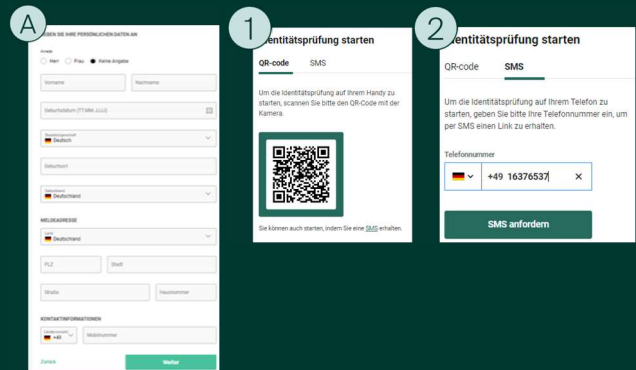 A
GEBEN SIE IHRE PERSÖNLICHEN DATEN AN
Anrede
Herr Frau Keine Angabe
Vorname Nachname
Geburtsdatum (TT.MM.JJJJ)
Staatsbürgerschaft
Deutsch
Geburtsort
Geburtsland
Deutschland
MELDEADRESSE
Land
Deutschland
PLZ Stadt
Straße Hausnummer
KONTAKTINFORMATIONEN
+49 Mobilnummer
Zurück Weiter
1
Identitätsprüfung starten
QR-code SMS
Um die Identitätsprüfung auf Ihrem Handy zu
starten, scannen Sie bitte den QR-Code mit der
Kamera.
Sie können auch starten, indem Sie eine SMS erhalten.
2
Identitätsprüfung starten
QR-code SMS
Um die Identitätsprüfung auf Ihrem Telefon zu
starten, geben Sie bitte Ihre Telefonnummer ein, um
per SMS einen Link zu erhalten.
Telefonnummer
+49 16376537
SMS anfordern